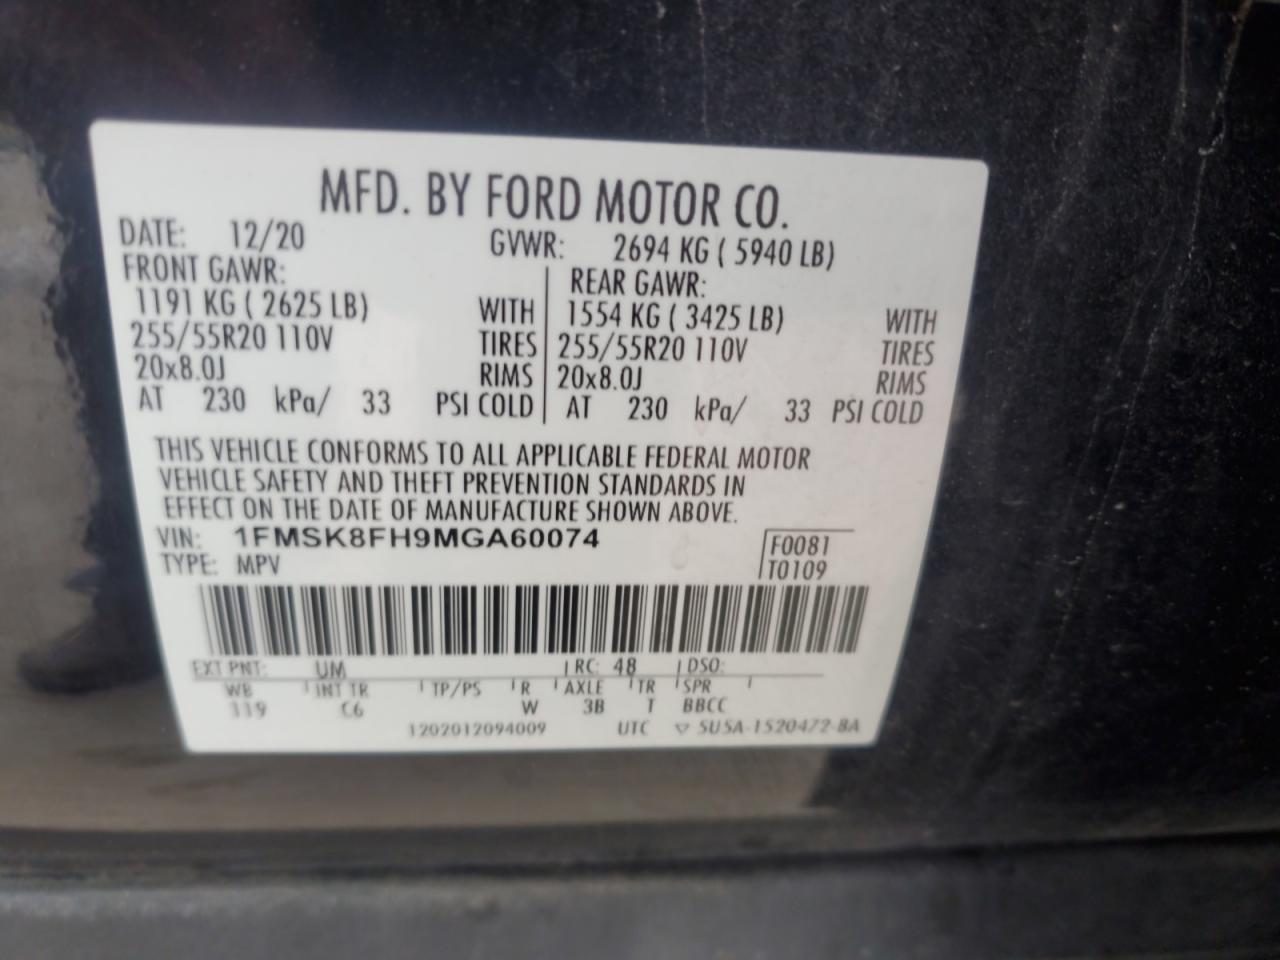 MFD. BY FORD MOTOR CO.
DATE: 12/20 GVWR: 2694 KG ( 5940 LB)
FRONT GAWR: REAR GAWR:
1191 KG ( 2625 LB) WITH 1554 KG ( 3425 LB) WITH
255/55R20 110V TIRES 255/55R20 110V TIRES
20x8.0J RIMS 20x8.0J RIMS
AT 230 kPa/ 33 PSI COLD AT 230 kPa/ 33 PSI COLD
THIS VEHICLE CONFORMS TO ALL APPLICABLE FEDERAL MOTOR
VEHICLE SAFETY AND THEFT PREVENTION STANDARDS IN
EFFECT ON THE DATE OF MANUFACTURE SHOWN ABOVE.
VIN: 1FMSK8FH9MGA60074 F0081
TYPE: MPV T0109
EXT PNT: UM RC: 48 DSO:
WB INT TR TP/PS R AXLE TR SPR
119 C6 W 3B T BBCC
1202012094009 UTC ▽ 5U5A-1520472-BA